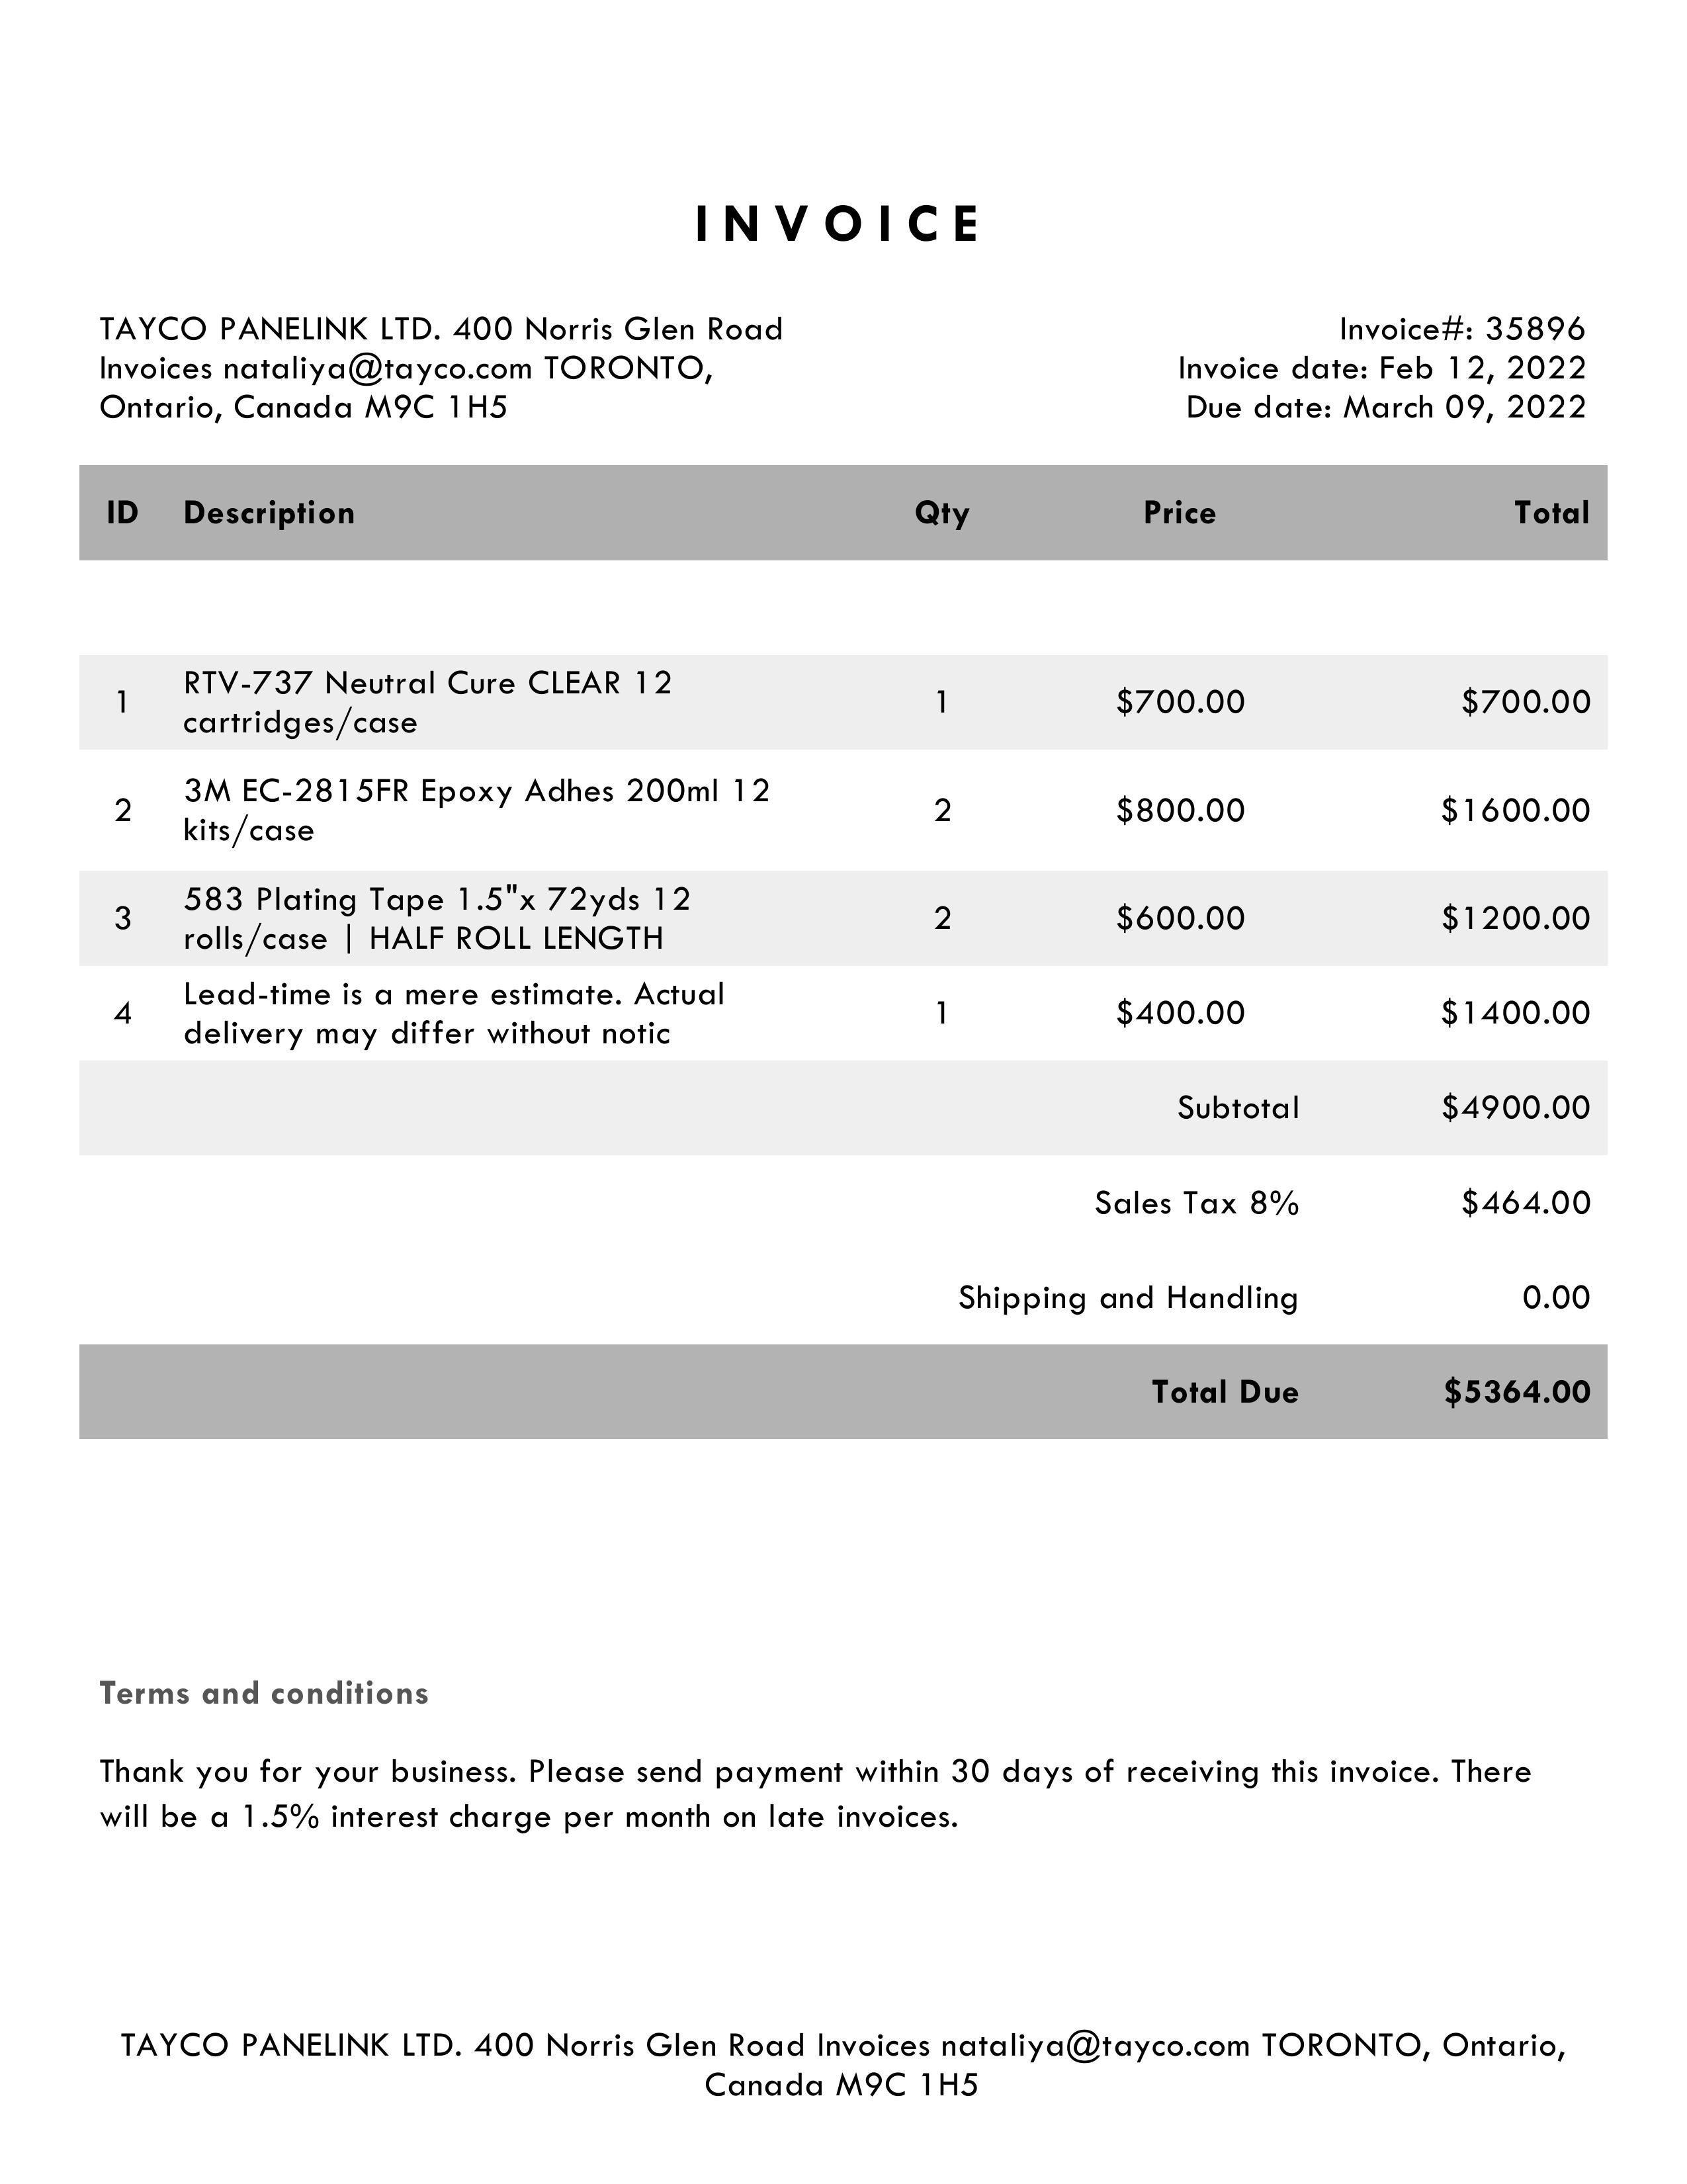 INVOICE
TAYCO PANELINK LTD. 400 Norris Glen Road
Invoices nataliya@tayco.com TORONTO,
Ontario, Canada M9C 1H5
Invoice#: 35896
Invoice date: Feb 12, 2022
Due date: March 09, 2022
ID Description Qty Price Total
1 RTV-737 Neutral Cure CLEAR 12
cartridges/case 1 $700.00 $700.00
2 3M EC-2815FR Epoxy Adhes 200ml 12
kits/case 2 $800.00 $1600.00
3 583 Plating Tape 1.5"x 72yds 12
rolls/case | HALF ROLL LENGTH 2 $600.00 $1200.00
4 Lead-time is a mere estimate. Actual
delivery may differ without notic 1 $400.00 $1400.00
Subtotal $4900.00
Sales Tax 8% $464.00
Shipping and Handling 0.00
Total Due $5364.00
Terms and conditions
Thank you for your business. Please send payment within 30 days of receiving this invoice. There
will be a 1.5% interest charge per month on late invoices.
TAYCO PANELINK LTD. 400 Norris Glen Road Invoices nataliya@tayco.com TORONTO, Ontario,
Canada M9C 1H5